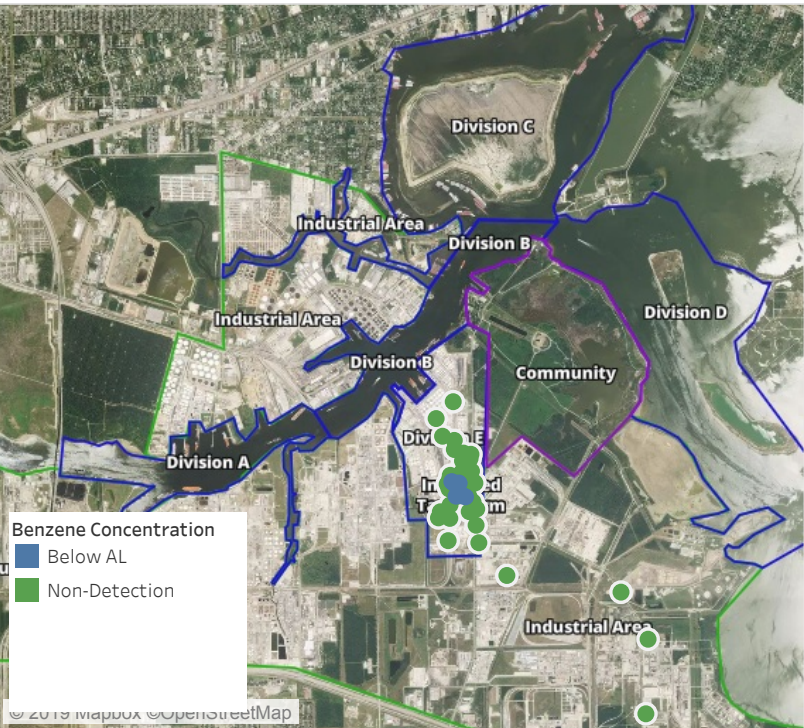 Division C
Industrial Area
Division B
Division D
Industrial Area
Division B
Community
Division A
Benzene Concentration
Below AL
Non-Detection
Industrial Area
© 2019 Mapbox ©OpenStreetMap